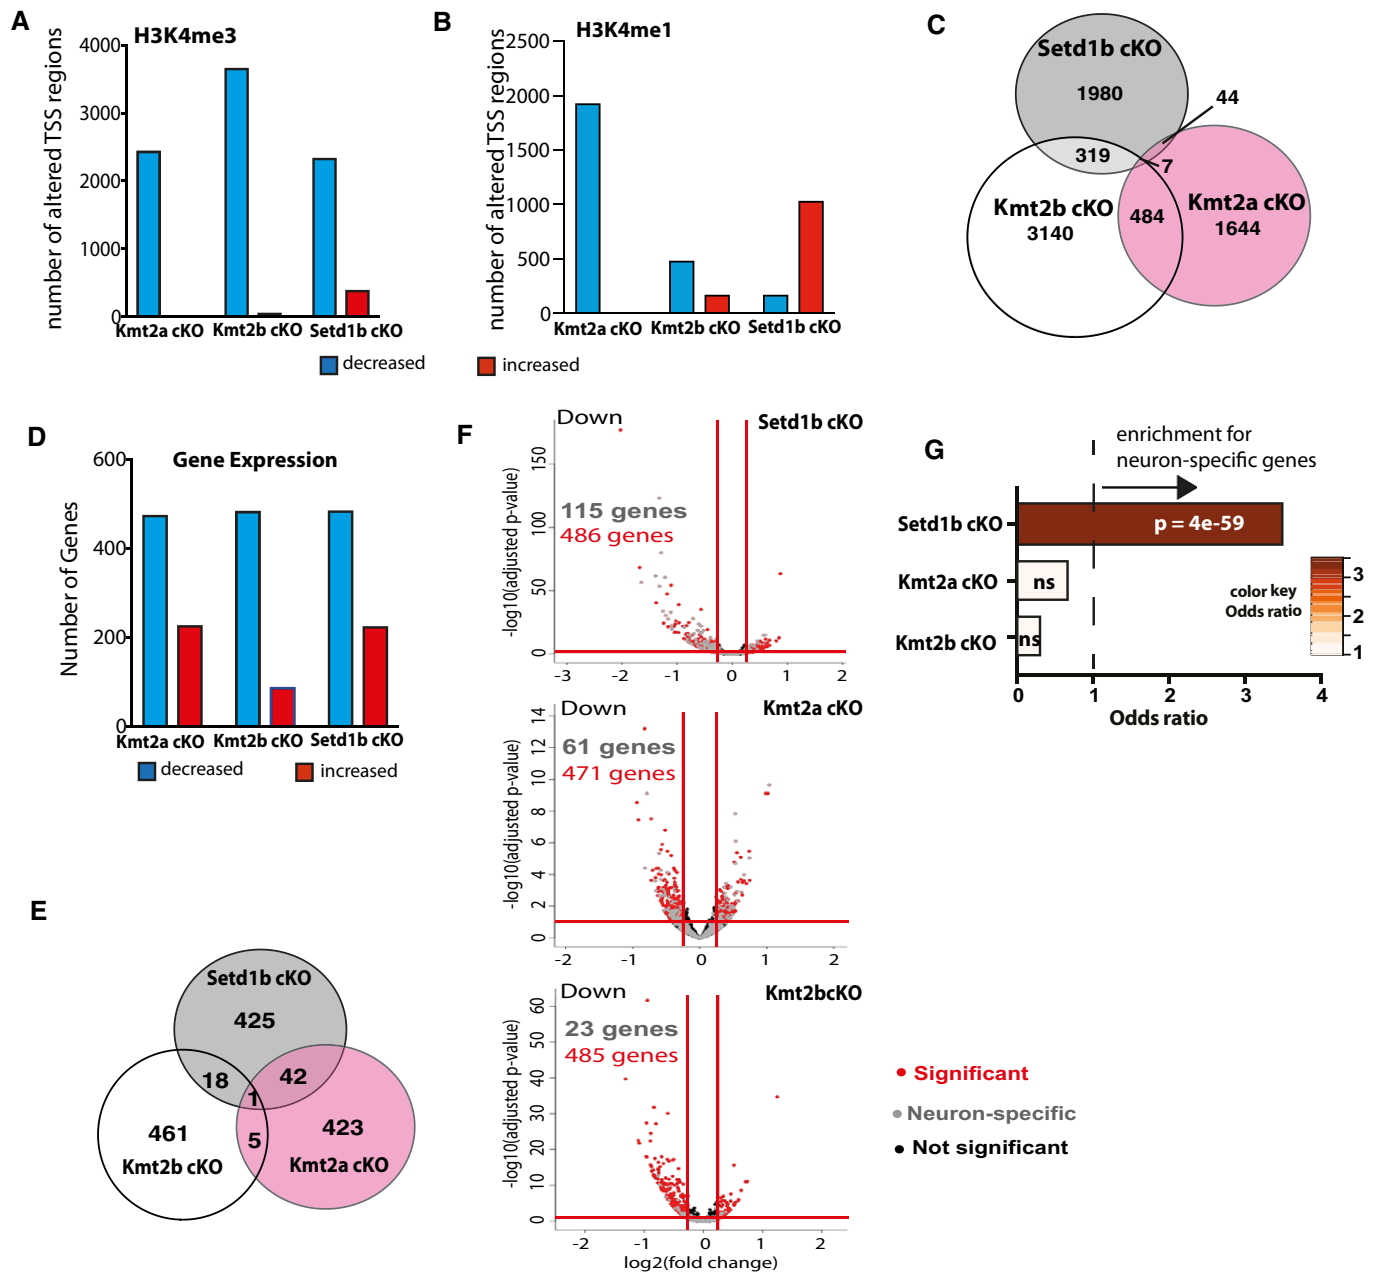 A
H3K4me3
number of altered TSS regions
4000
3000
2000
1000
0
Kmt2a cKO
Kmt2b cKO
Setd1b cKO
B
H3K4me1
number of altered TSS regions
2500
2000
1500
1000
500
0
Kmt2a cKO
Kmt2b cKO
Setd1b cKO
decreased
increased
C
Setd1b cKO
1980
44
319
7
Kmt2b cKO
3140
484
Kmt2a cKO
1644
D
Gene Expression
Number of Genes
600
400
200
0
Kmt2a cKO
Kmt2b cKO
Setd1b cKO
decreased
increased
E
Setd1b cKO
425
18
42
1
461
Kmt2b cKO
5
423
Kmt2a cKO
F
Down
Setd1b cKO
115 genes
486 genes
-log10(adjusted p-value)
150
100
50
0
-3
-2
-1
0
1
2
Down
Kmt2a cKO
61 genes
471 genes
-log10(adjusted p-value)
14
12
10
8
6
4
2
0
-2
-1
0
1
2
Down
Kmt2bcKO
23 genes
485 genes
-log10(adjusted p-value)
60
50
40
30
20
10
0
-2
-1
0
1
2
log2(fold change)
Significant
Neuron-specific
Not significant
G
enrichment for
neuron-specific genes
Setd1b cKO
p = 4e-59
Kmt2a cKO
ns
Kmt2b cKO
ns
0
1
2
3
4
Odds ratio
color key
Odds ratio
3
2
1